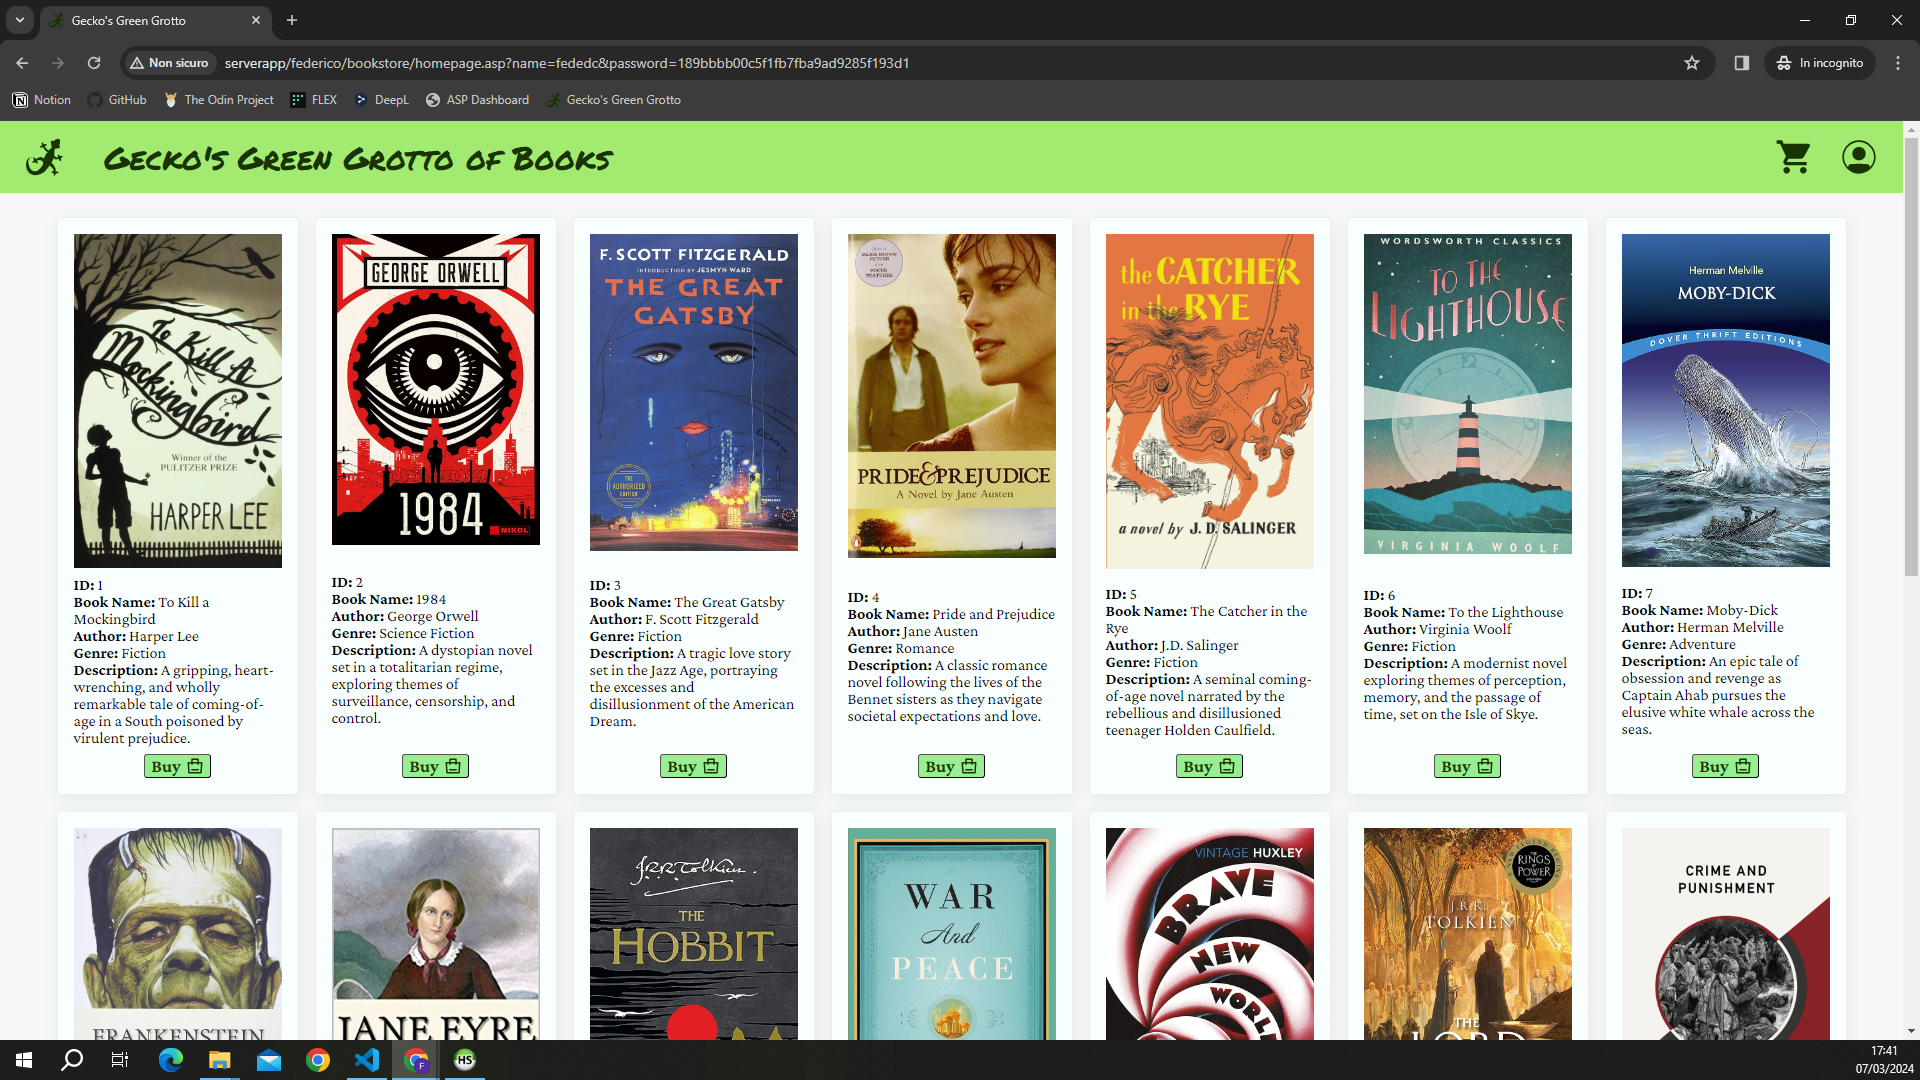 Gecko's Green Grotto
Non sicuro
serverapp/federico/bookstore/homepage.asp?name=fededc&password=189bbbb00c5f1fb7fba9ad9285f193d1
In incognito
Notion
GitHub
The Odin Project
FLEX
DeepL
ASP Dashboard
Gecko's Green Grotto
Gecko's Green Grotto of Books
To Kill A
Mockingbird
Winner of the
PULITZER PRIZE
HARPER LEE
ID: 1
Book Name: To Kill a
Mockingbird
Author: Harper Lee
Genre: Fiction
Description: A gripping, heart-
wrenching, and wholly
remarkable tale of coming-of-
age in a South poisoned by
virulent prejudice.
Buy
GEORGE ORWELL
1984
NIKOL
ID: 2
Book Name: 1984
Author: George Orwell
Genre: Science Fiction
Description: A dystopian novel
set in a totalitarian regime,
exploring themes of
surveillance, censorship, and
control.
Buy
F. SCOTT FITZGERALD
INTRODUCTION BY JESMYN WARD
THE GREAT
GATSBY
THE
AUTHORIZED
EDITION
ID: 3
Book Name: The Great Gatsby
Author: F. Scott Fitzgerald
Genre: Fiction
Description: A tragic love story
set in the Jazz Age, portraying
the excesses and
disillusionment of the American
Dream.
Buy
MAJOR MOTION
PICTURE
FOCUS
FEATURES
PRIDE & PREJUDICE
A Novel by Jane Austen
ID: 4
Book Name: Pride and Prejudice
Author: Jane Austen
Genre: Romance
Description: A classic romance
novel following the lives of the
Bennet sisters as they navigate
societal expectations and love.
Buy
the CATCHER
in the RYE
a novel by J. D. SALINGER
ID: 5
Book Name: The Catcher in the
Rye
Author: J.D. Salinger
Genre: Fiction
Description: A seminal coming-
of-age novel narrated by the
rebellious and disillusioned
teenager Holden Caulfield.
Buy
WORDSWORTH CLASSICS
TO THE
LIGHTHOUSE
VIRGINIA WOOLF
ID: 6
Book Name: To the Lighthouse
Author: Virginia Woolf
Genre: Fiction
Description: A modernist novel
exploring themes of perception,
memory, and the passage of
time, set on the Isle of Skye.
Buy
Herman Melville
MOBY-DICK
DOVER THRIFT EDITIONS
ID: 7
Book Name: Moby-Dick
Author: Herman Melville
Genre: Adventure
Description: An epic tale of
obsession and revenge as
Captain Ahab pursues the
elusive white whale across the
seas.
Buy
FRANKENSTEIN
JANE EYRE
J.R.R. Tolkien
THE
HOBBIT
WAR
And
PEACE
VINTAGE HUXLEY
BRAVE
NEW
WORLD
THE
RINGS
OF
POWER
J.R.R.
TOLKIEN
THE
LORD
CRIME AND
PUNISHMENT
F
HS
17:41
07/03/2024